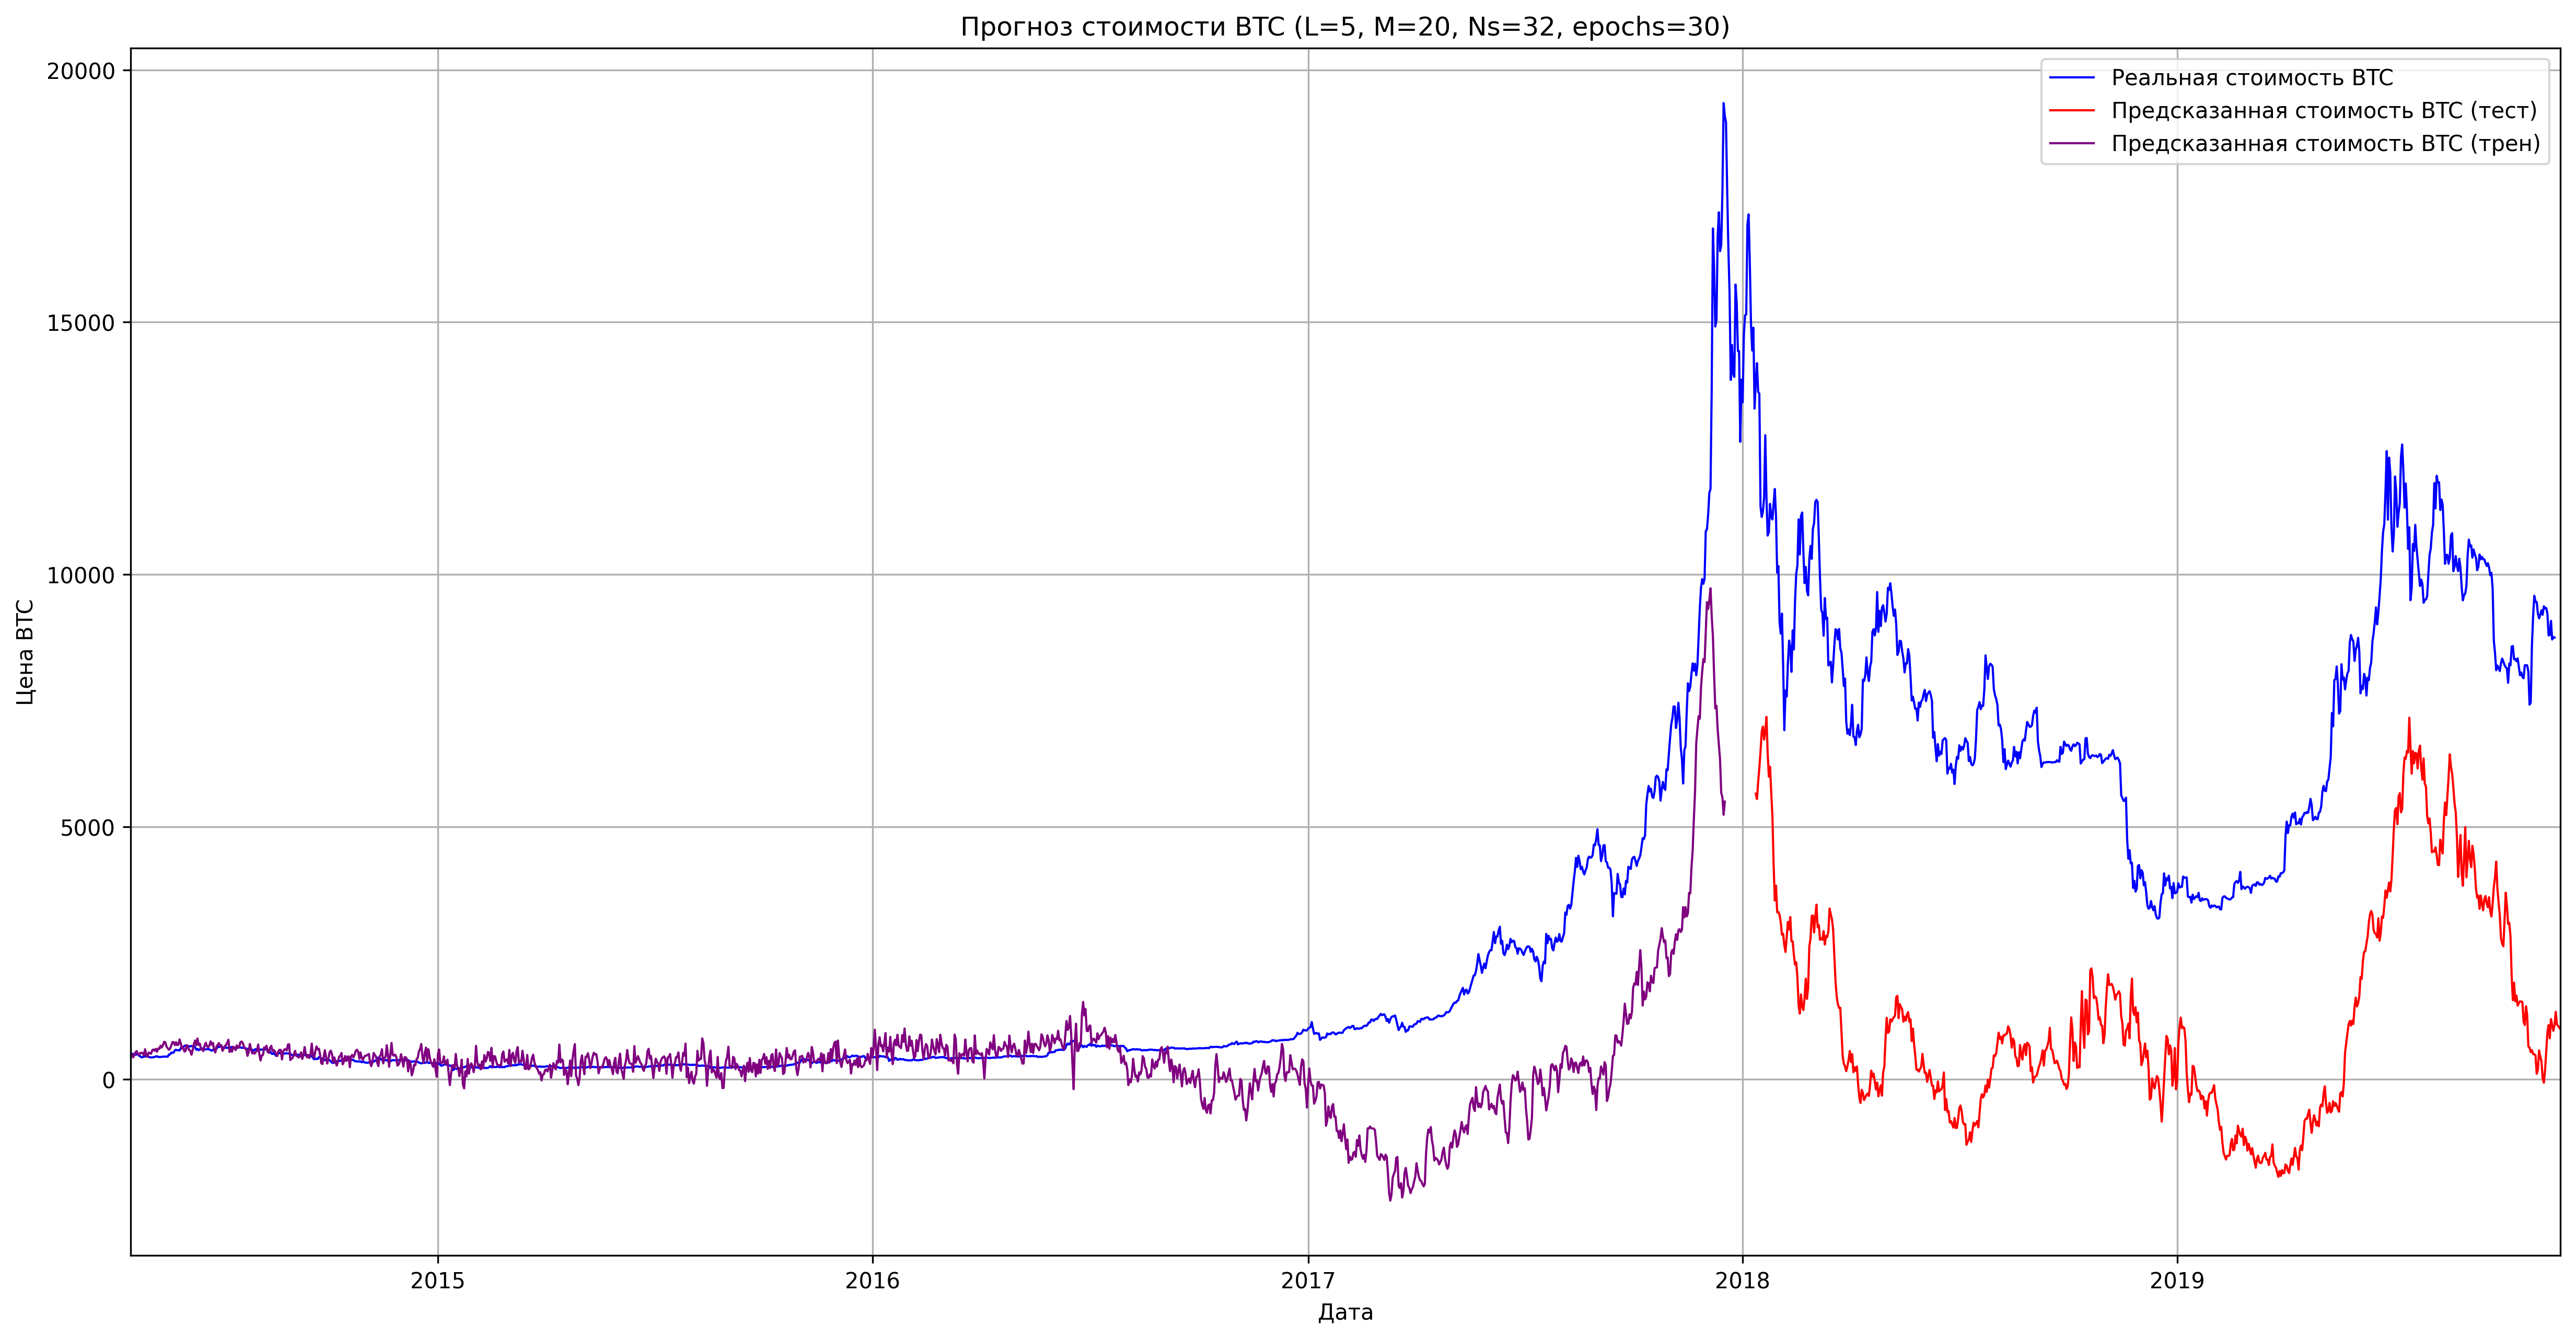 Прогноз стоимости BTC (L=5, M=20, Ns=32, epochs=30)
Реальная стоимость BTC
Предсказанная стоимость BTC (тест)
Предсказанная стоимость BTC (трен)
20000
15000
10000
5000
0
Цена BTC
2015
2016
2017
2018
2019
Дата